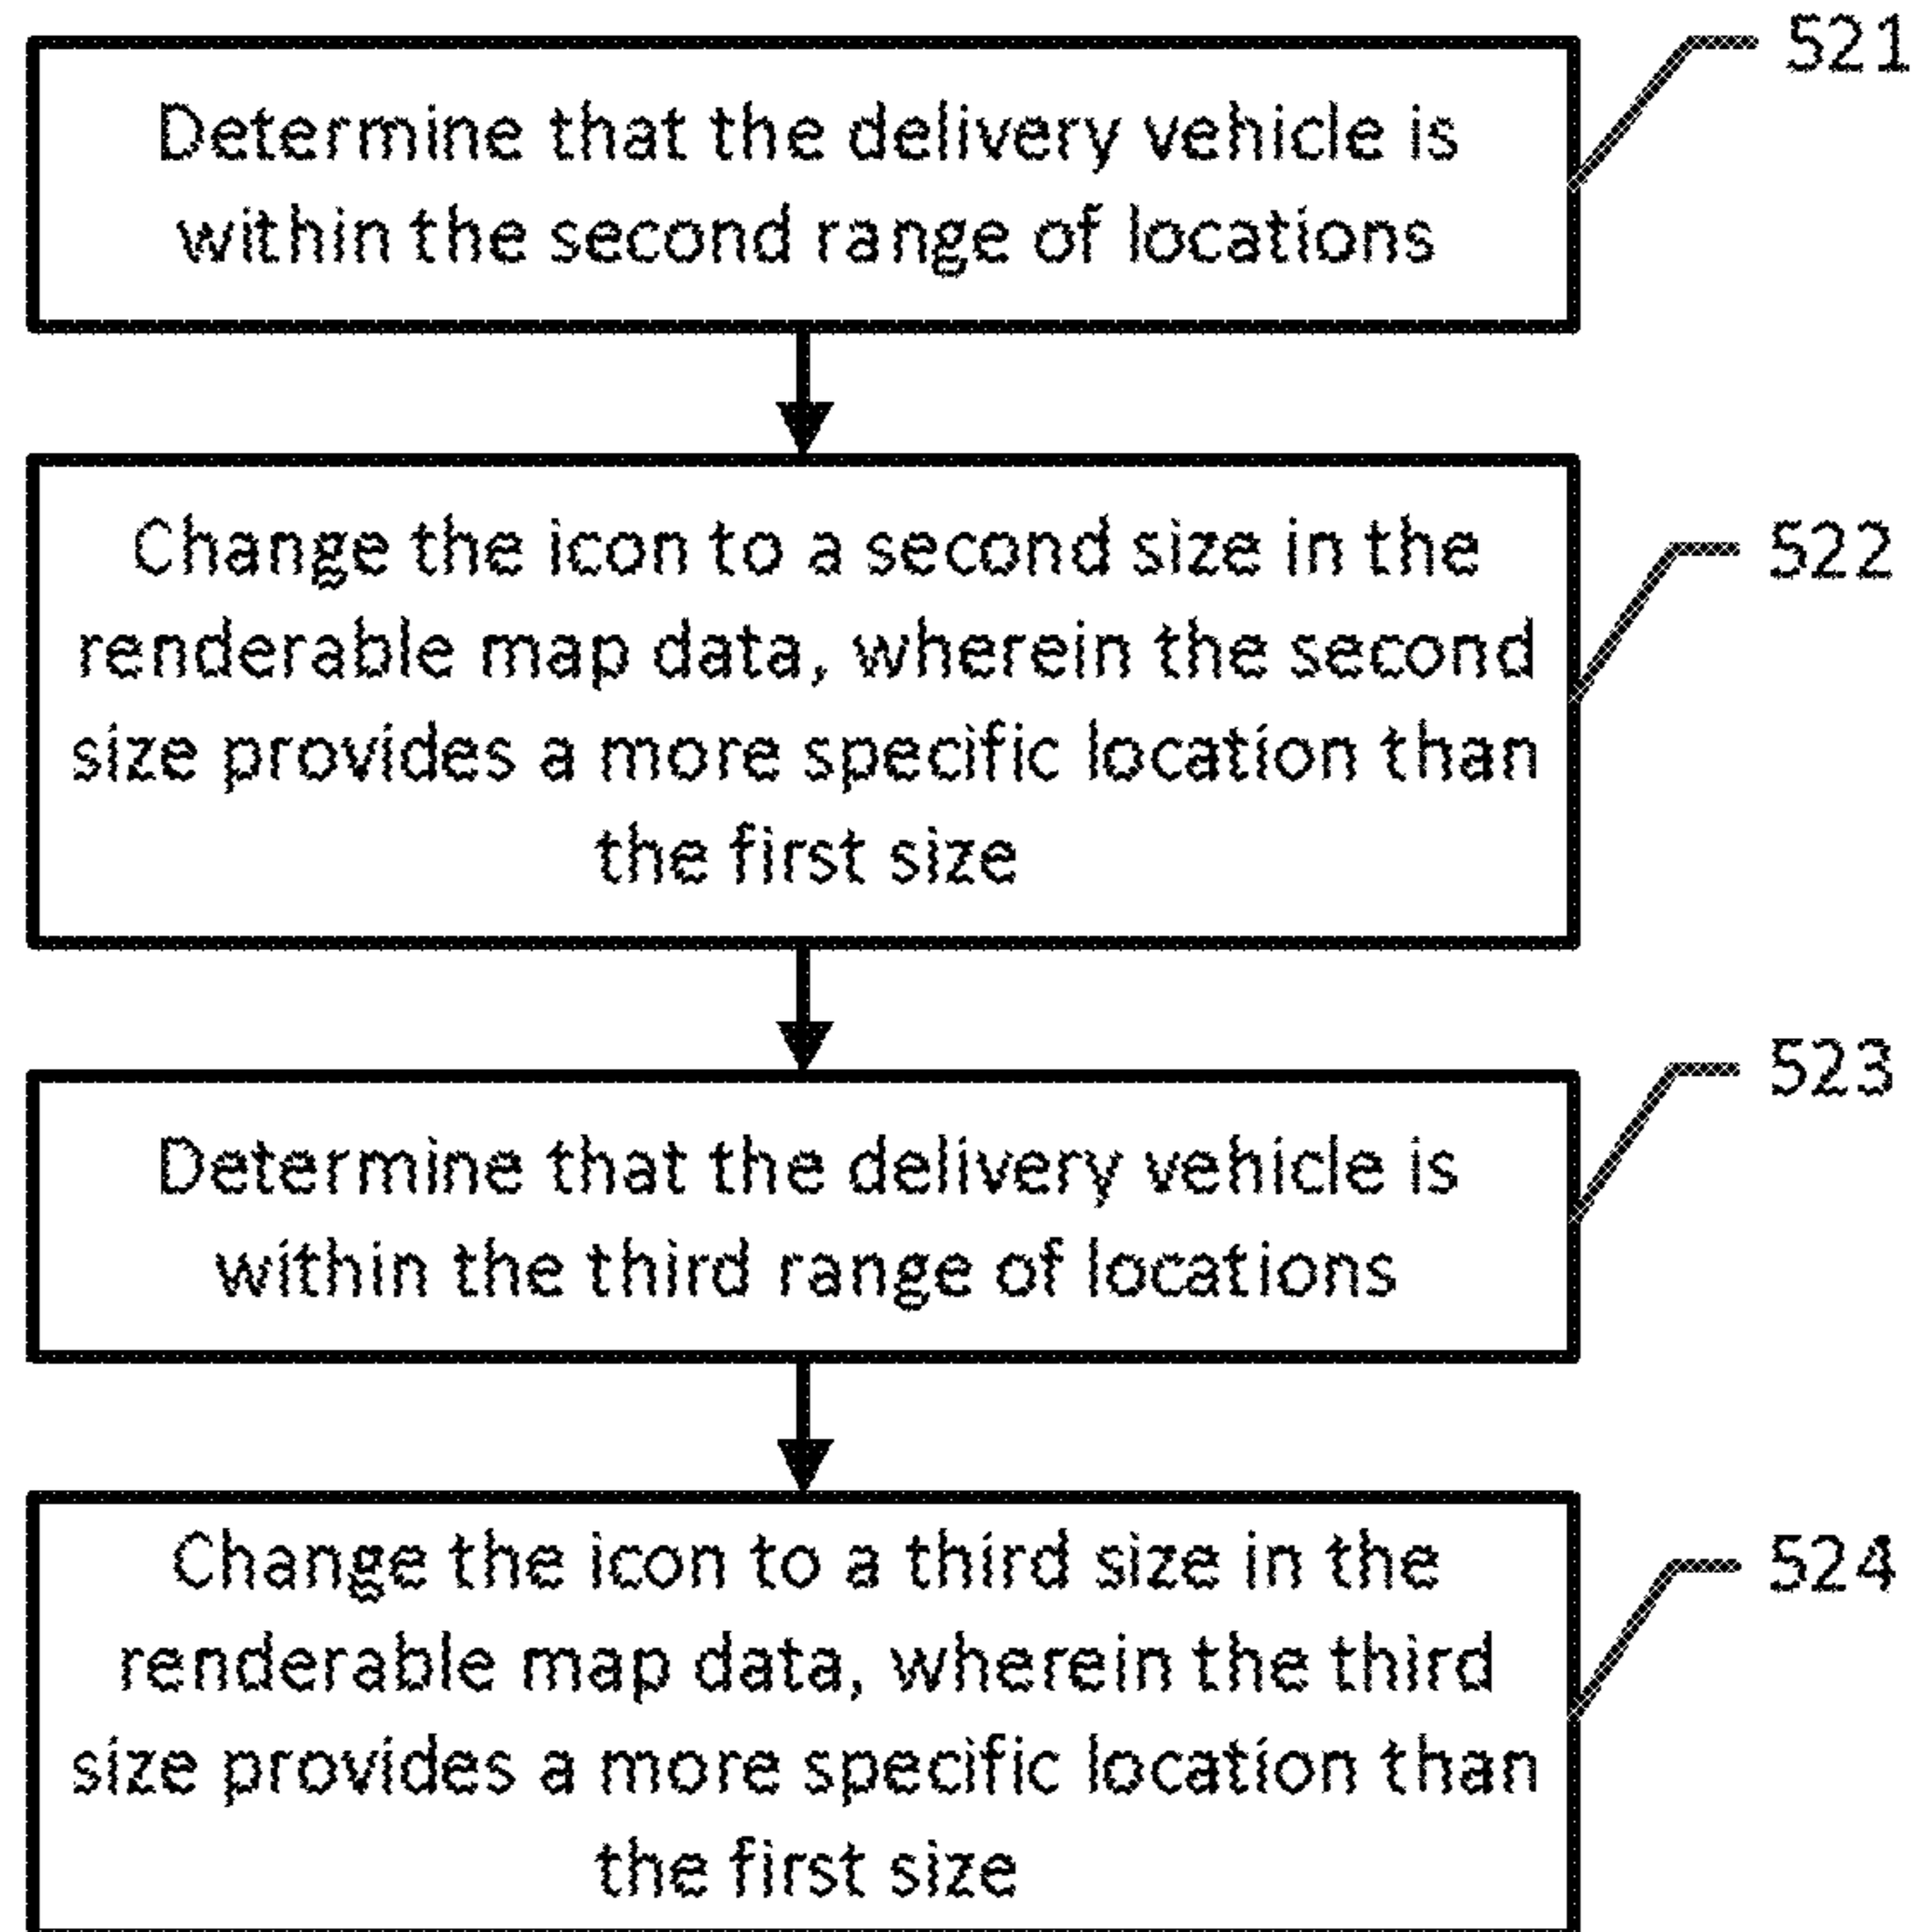 521
Determine that the delivery vehicle is
within the second range of locations
522
Change the icon to a second size in the
renderable map data, wherein the second
size provides a more specific location than
the first size
523
Determine that the delivery vehicle is
within the third range of locations
524
Change the icon to a third size in the
renderable map data, wherein the third
size provides a more specific location than
the first size